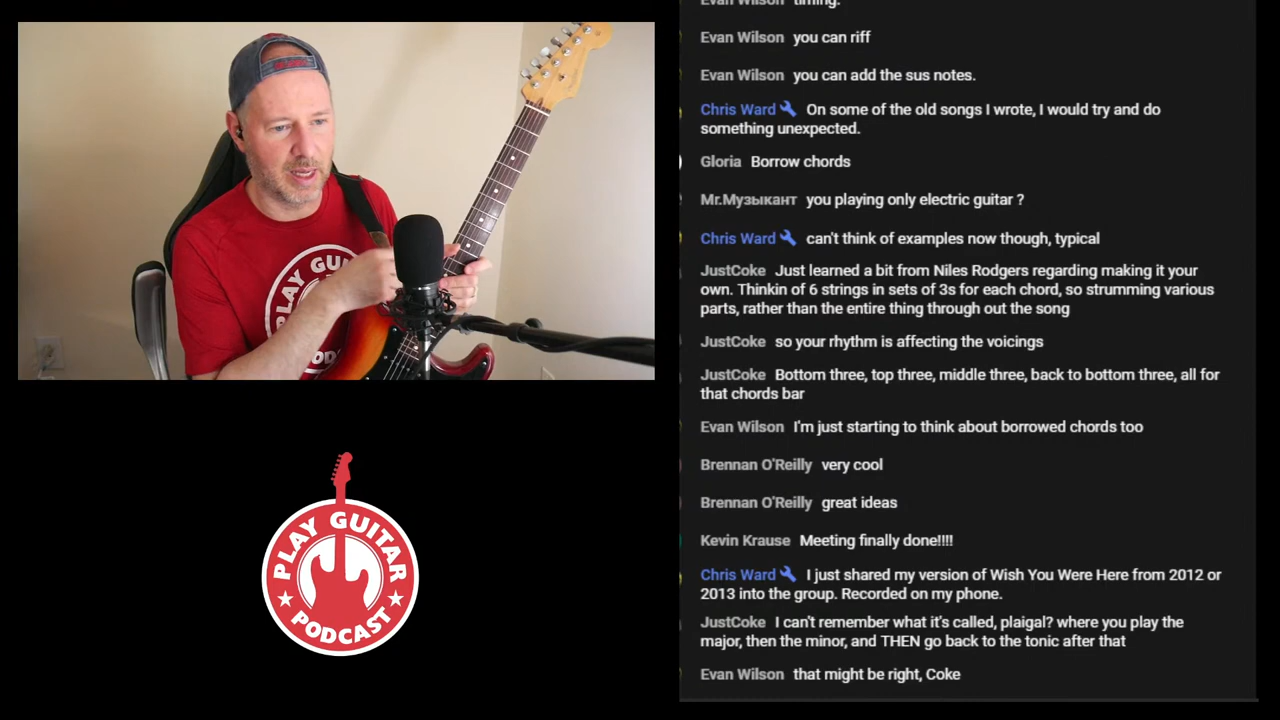 Evan Wilson timing.
Evan Wilson you can riff
Evan Wilson you can add the sus notes.
Chris Ward On some of the old songs I wrote, I would try and do
something unexpected.
Gloria Borrow chords
Mr.Музыкант you playing only electric guitar ?
Chris Ward can't think of examples now though, typical
JustCoke Just learned a bit from Niles Rodgers regarding making it your
own. Thinkin of 6 strings in sets of 3s for each chord, so strumming various
parts, rather than the entire thing through out the song
JustCoke so your rhythm is affecting the voicings
JustCoke Bottom three, top three, middle three, back to bottom three, all for
that chords bar
Evan Wilson I'm just starting to think about borrowed chords too
Brennan O'Reilly very cool
Brennan O'Reilly great ideas
Kevin Krause Meeting finally done!!!!
Chris Ward I just shared my version of Wish You Were Here from 2012 or
2013 into the group. Recorded on my phone.
JustCoke I can't remember what it's called, plaigal? where you play the
major, then the minor, and THEN go back to the tonic after that
Evan Wilson that might be right, Coke
PLAY GUITAR
PODCAST
PLAY GU